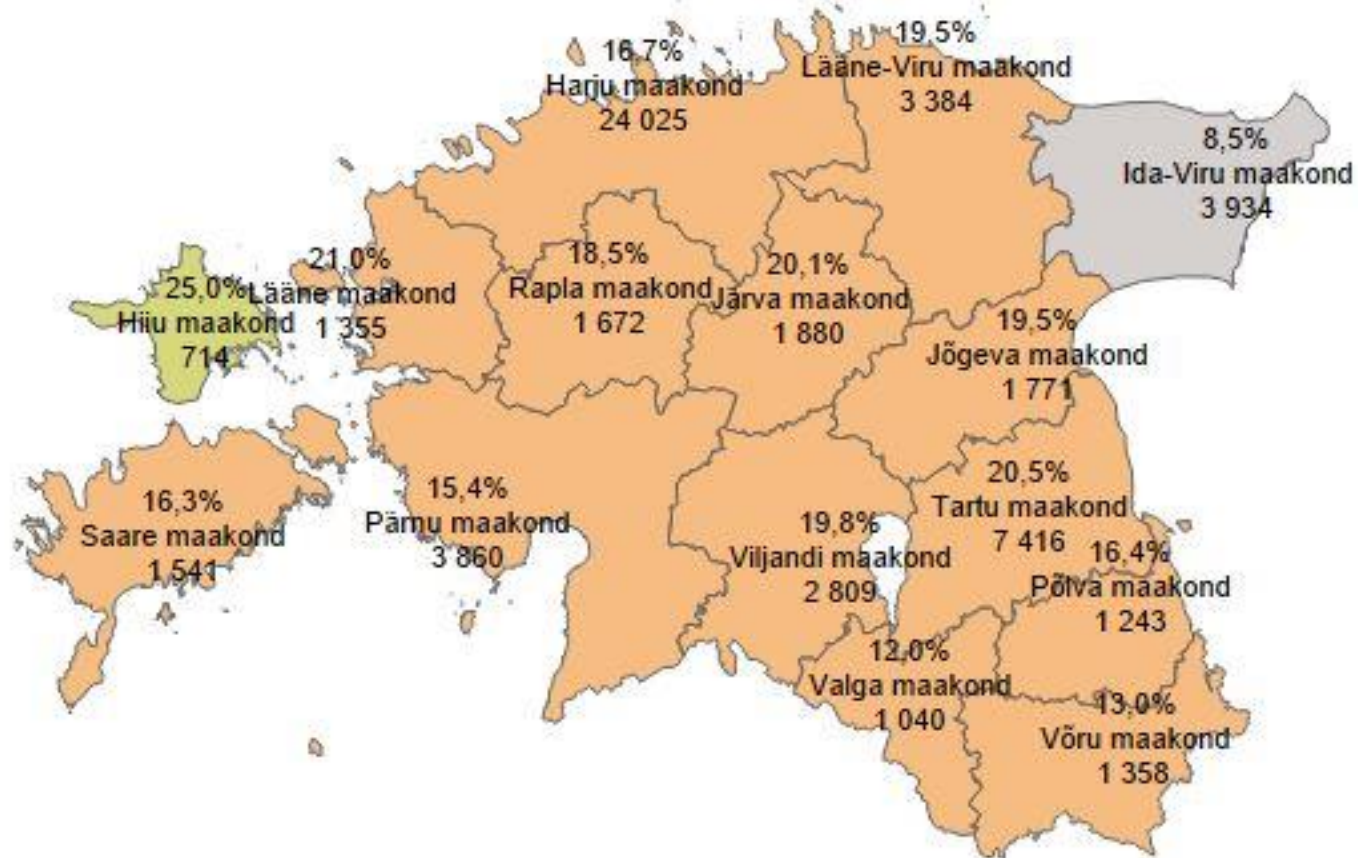 16,7%
Harju maakond
24 025
19,5%
Lääne-Viru maakond
3 384
8,5%
Ida-Viru maakond
3 934
25,0%
Hiiu maakond
714
21,0%
Lääne maakond
1 355
18,5%
Rapla maakond
1 672
20,1%
Järva maakond
1 880
19,5%
Jõgeva maakond
1 771
16,3%
Saare maakond
1 541
15,4%
Pärnu maakond
3 860
19,8%
Viljandi maakond
2 809
20,5%
Tartu maakond
7 416
16,4%
Põlva maakond
1 243
12,0%
Valga maakond
1 040
13,0%
Võru maakond
1 358